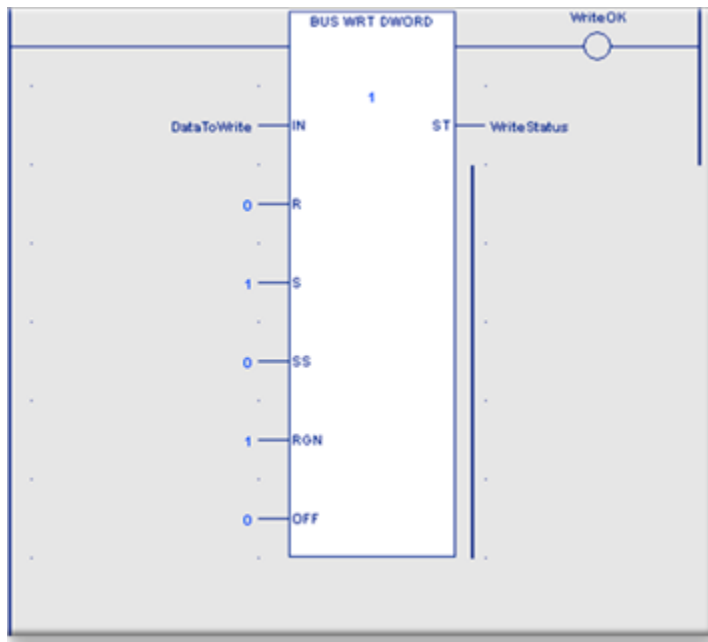 BUS WRT DWORD WriteOK
1
DataToWrite IN ST WriteStatus
0 R
1 S
0 SS
1 RGN
0 OFF